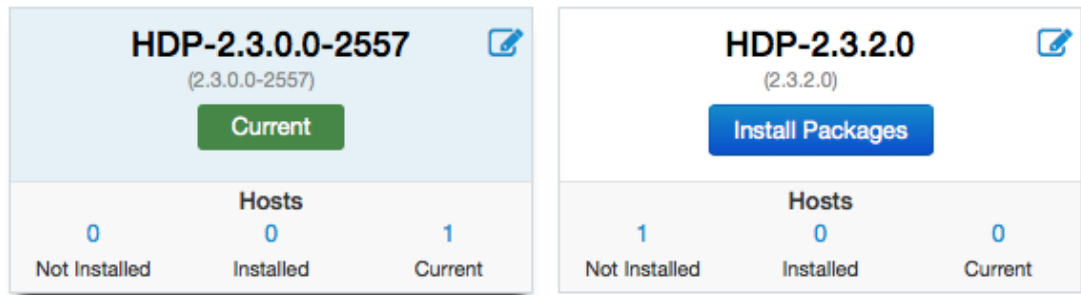 HDP-2.3.0.0-2557
(2.3.0.0-2557)
Current
Hosts
0 0 1
Not Installed Installed Current
HDP-2.3.2.0
(2.3.2.0)
Install Packages
Hosts
1 0 0
Not Installed Installed Current